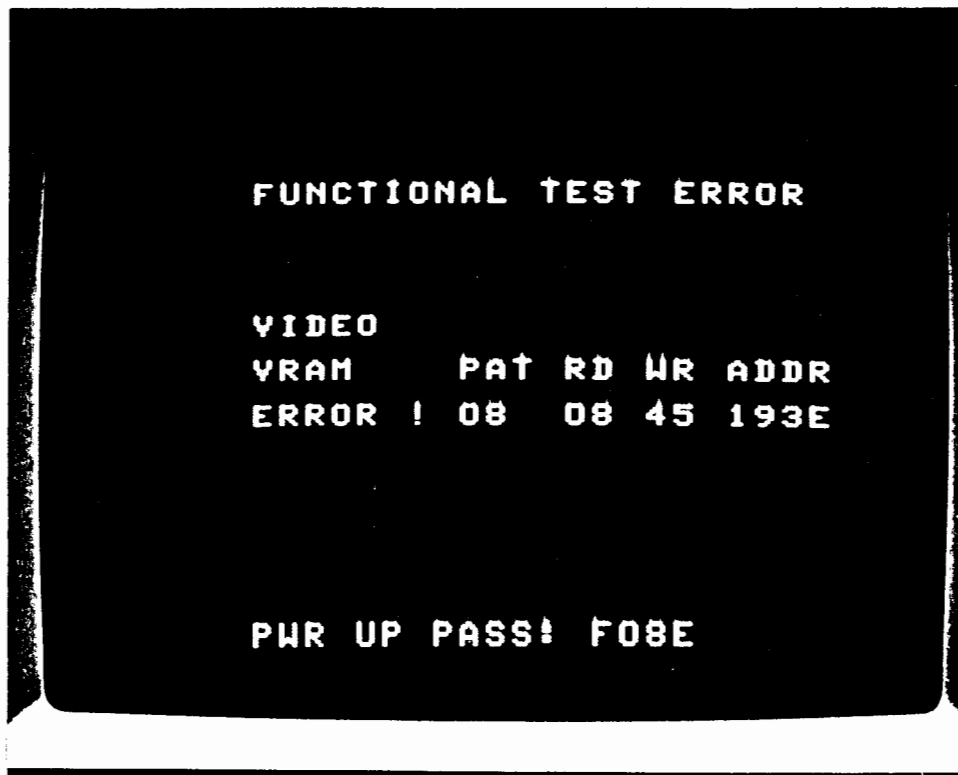 FUNCTIONAL TEST ERROR
VIDEO
VRAM PAT RD WR ADDR
ERROR ! 08 08 45 193E
PWR UP PASS! F08E